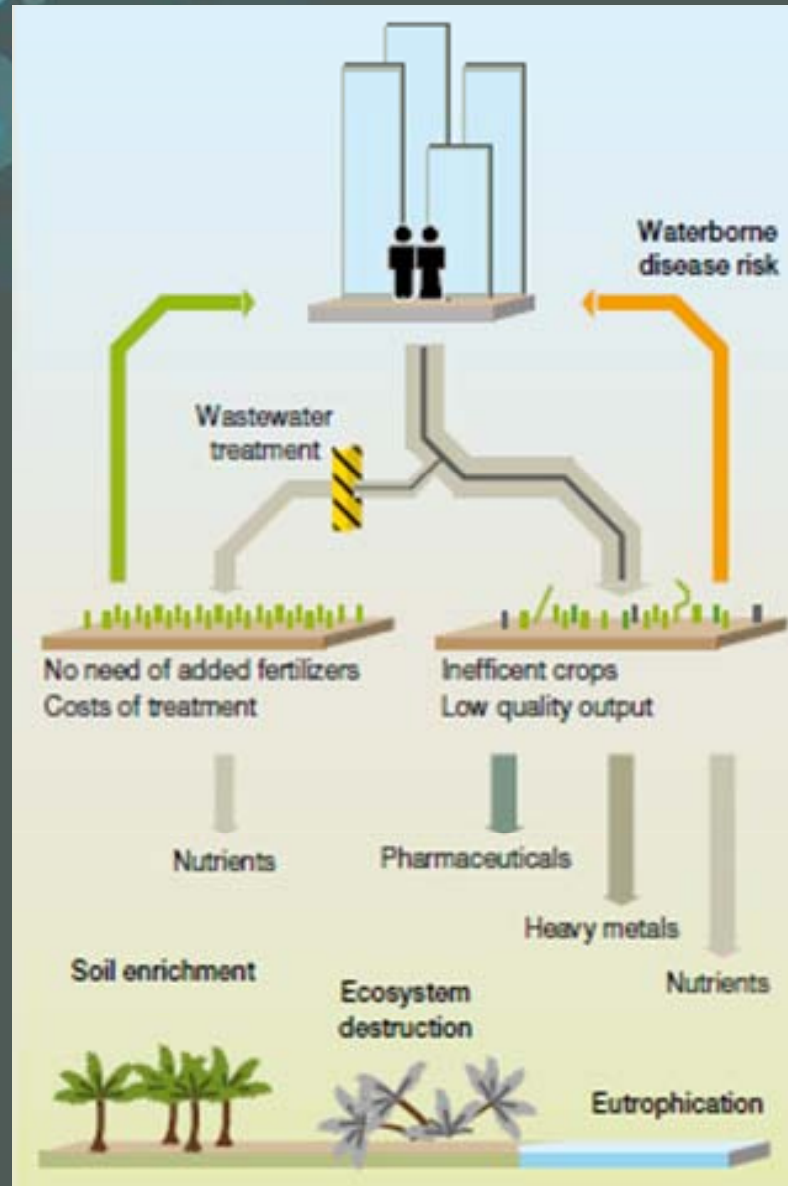 Waterborne
disease risk
Wastewater
treatment
No need of added fertilizers
Costs of treatment
Inefficent crops
Low quality output
Nutrients
Pharmaceuticals
Heavy metals
Nutrients
Soil enrichment
Ecosystem
destruction
Eutrophication